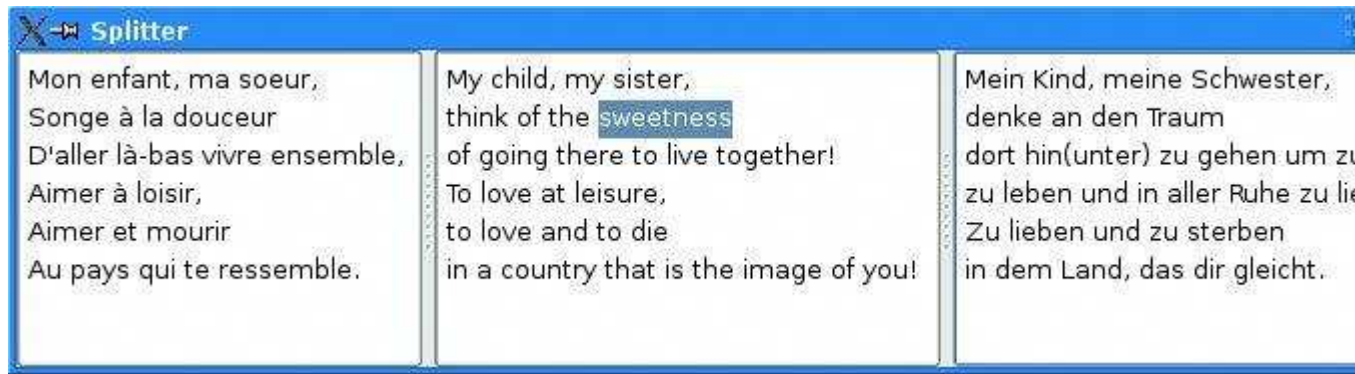 Splitter
Mon enfant, ma soeur,
Songe à la douceur
D'aller là-bas vivre ensemble,
Aimer à loisir,
Aimer et mourir
Au pays qui te ressemble.
My child, my sister,
think of the sweetness
of going there to live together!
To love at leisure,
to love and to die
in a country that is the image of you!
Mein Kind, meine Schwester,
denke an den Traum
dort hin(unter) zu gehen um
zu leben und in aller Ruhe zu
Zu lieben und zu sterben
in dem Land, das dir gleicht.